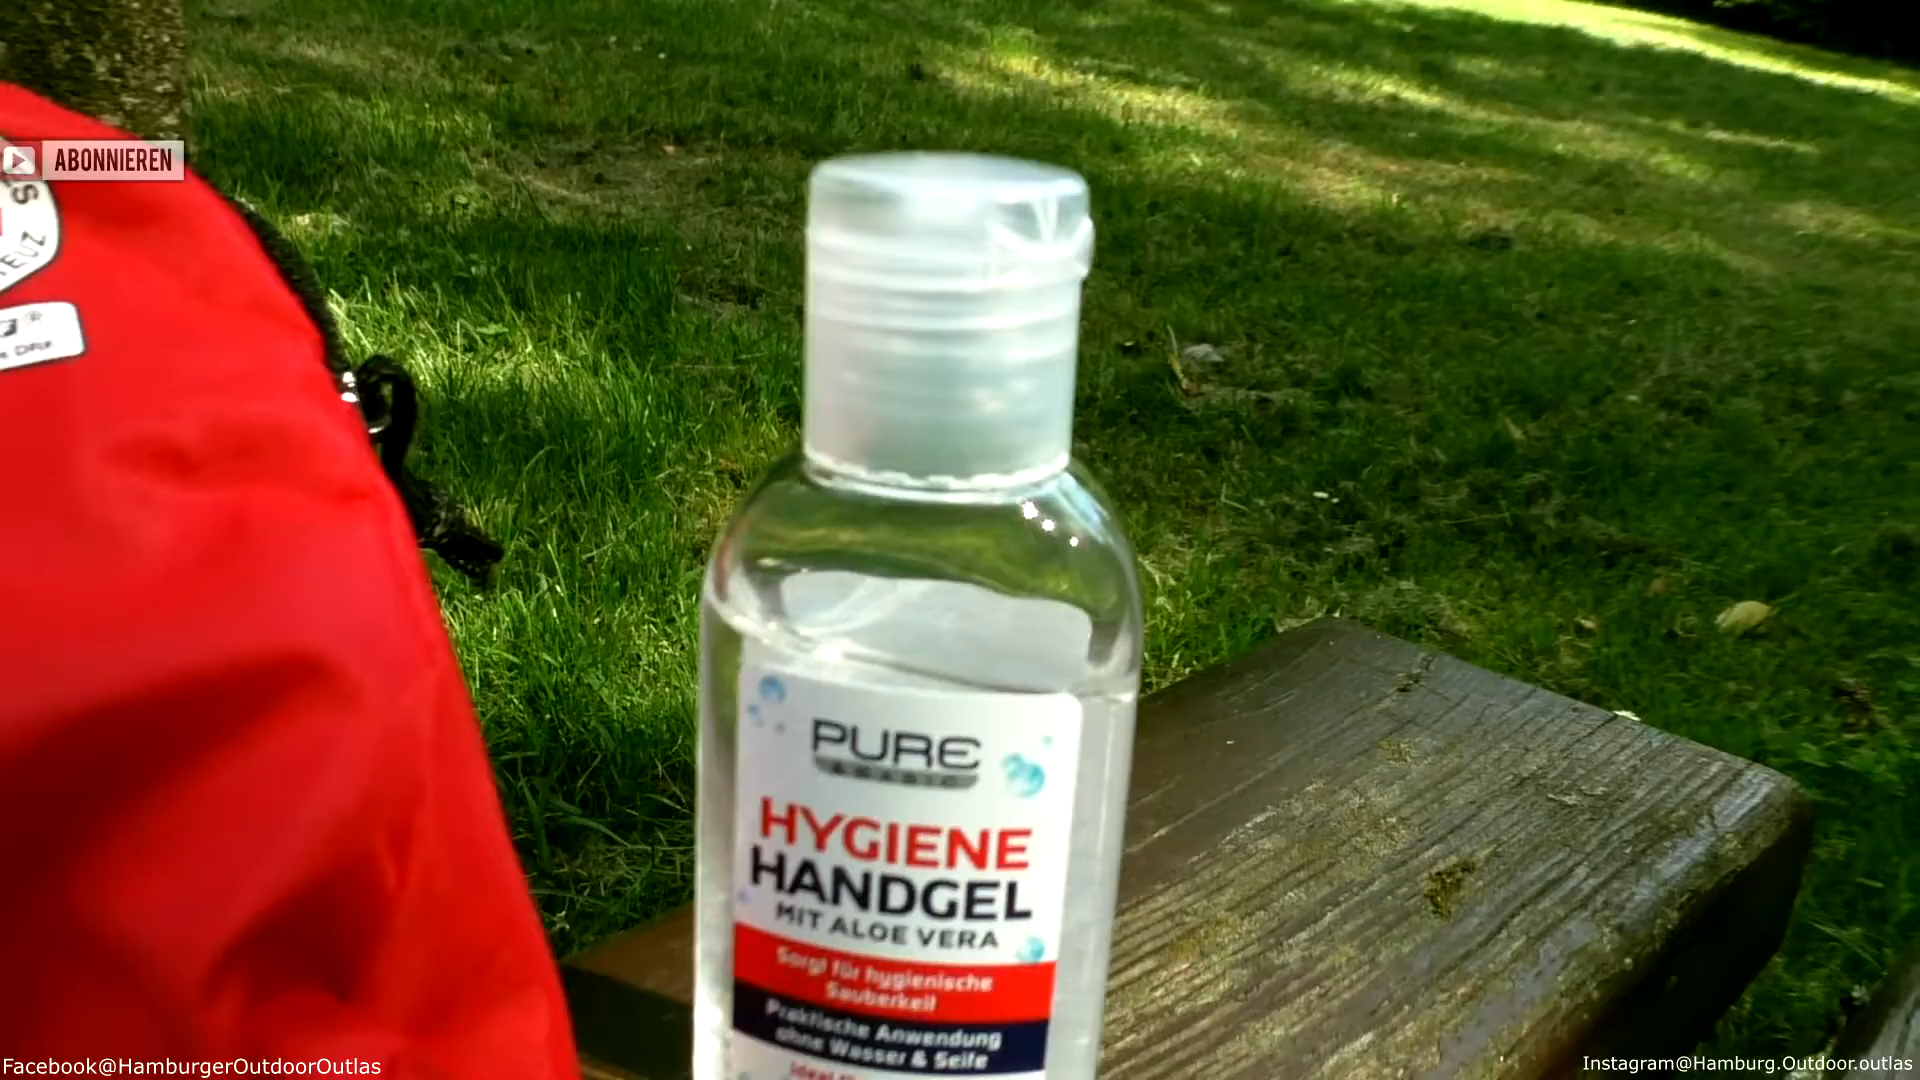 ABONNIEREN
PURE
HYGIENE
HANDGEL
MIT ALOE VERA
Sorgt für hygienische
Sauberkeit
Praktische Anwendung
ohne Wasser & Seife
Facebook@HamburgerOutdoorOutlas
Instagram@Hamburg.Outdoor.outlas